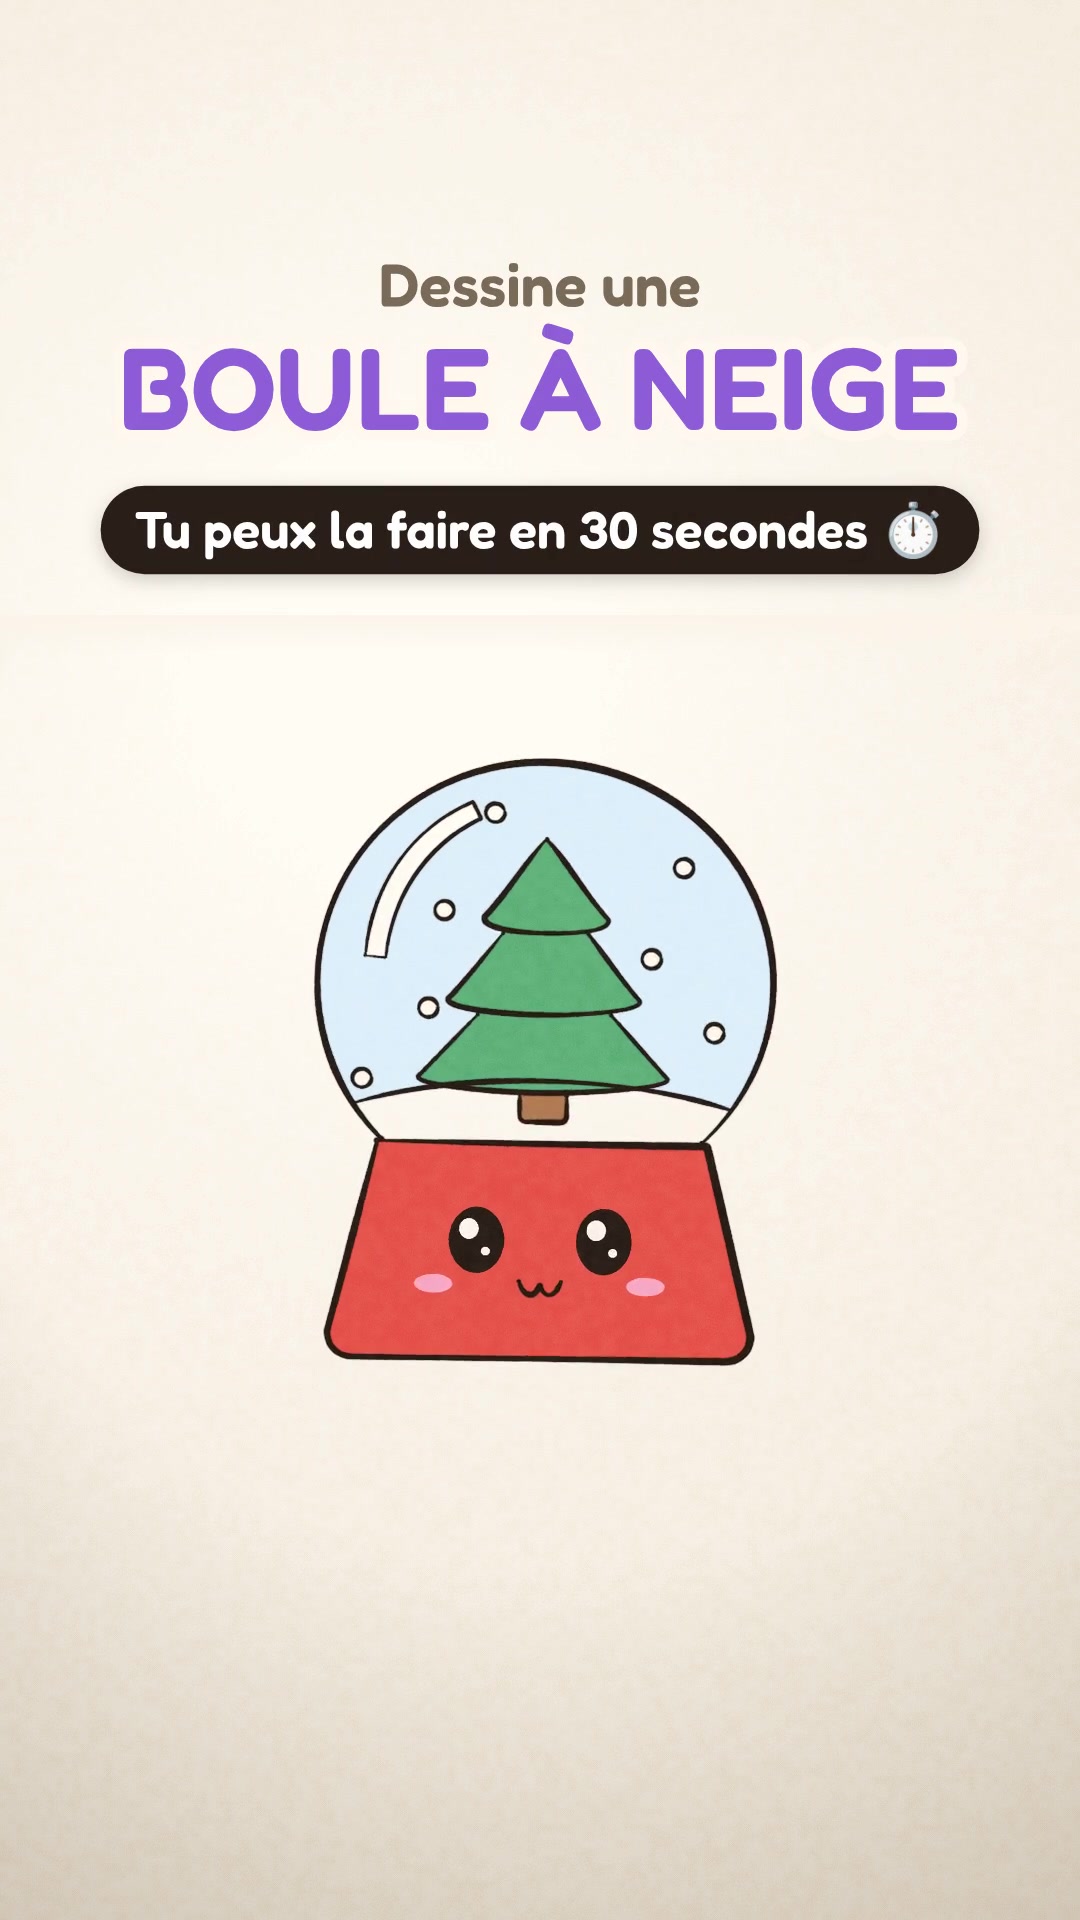 Dessine une
BOULE À NEIGE
Tu peux la faire en 30 secondes ⏱️